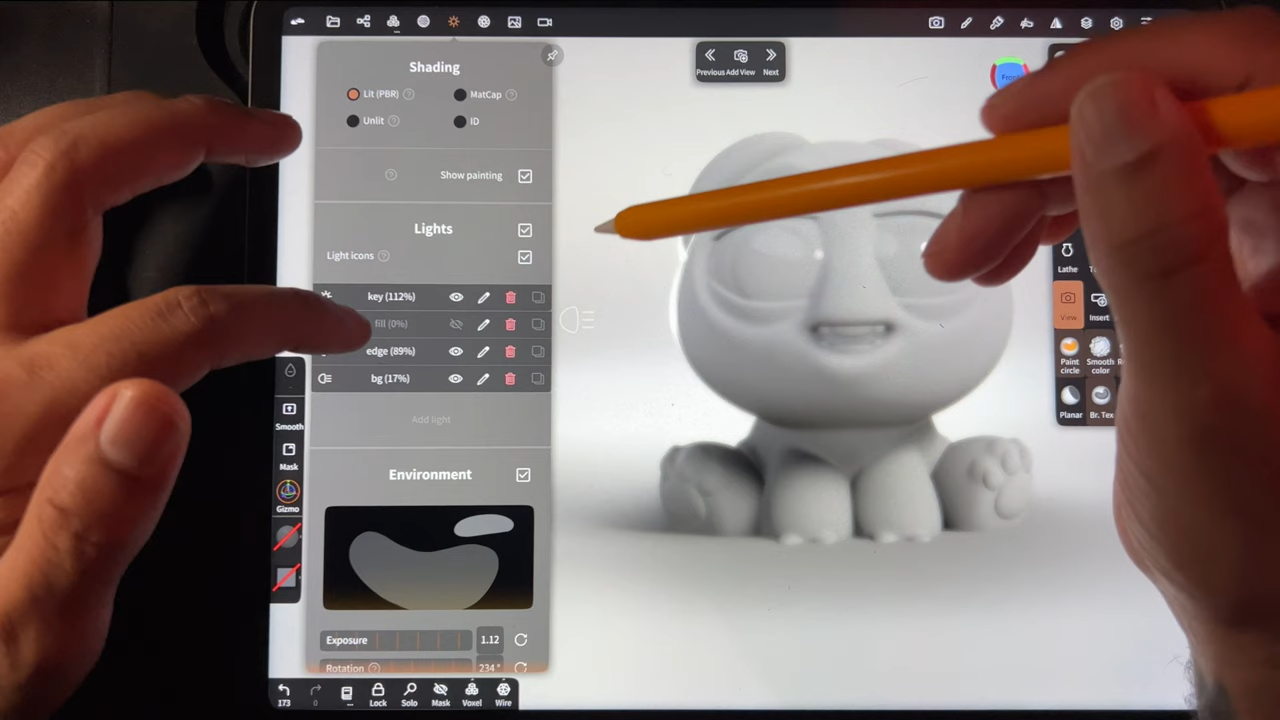 Shading
Lit (PBR)
MatCap
Unlit
ID
Show painting
Lights
Light icons
key (112%)
fill (0%)
edge (89%)
bg (17%)
Add light
Environment
Exposure
1.12
Rotation
234°
Smooth
Mask
Gizmo
Previous
Add View
Next
Lathe
View
Insert
Paint circle
Smooth color
Planar
Br. Tex
173
0
Lock
Solo
Mask
Voxel
Wire